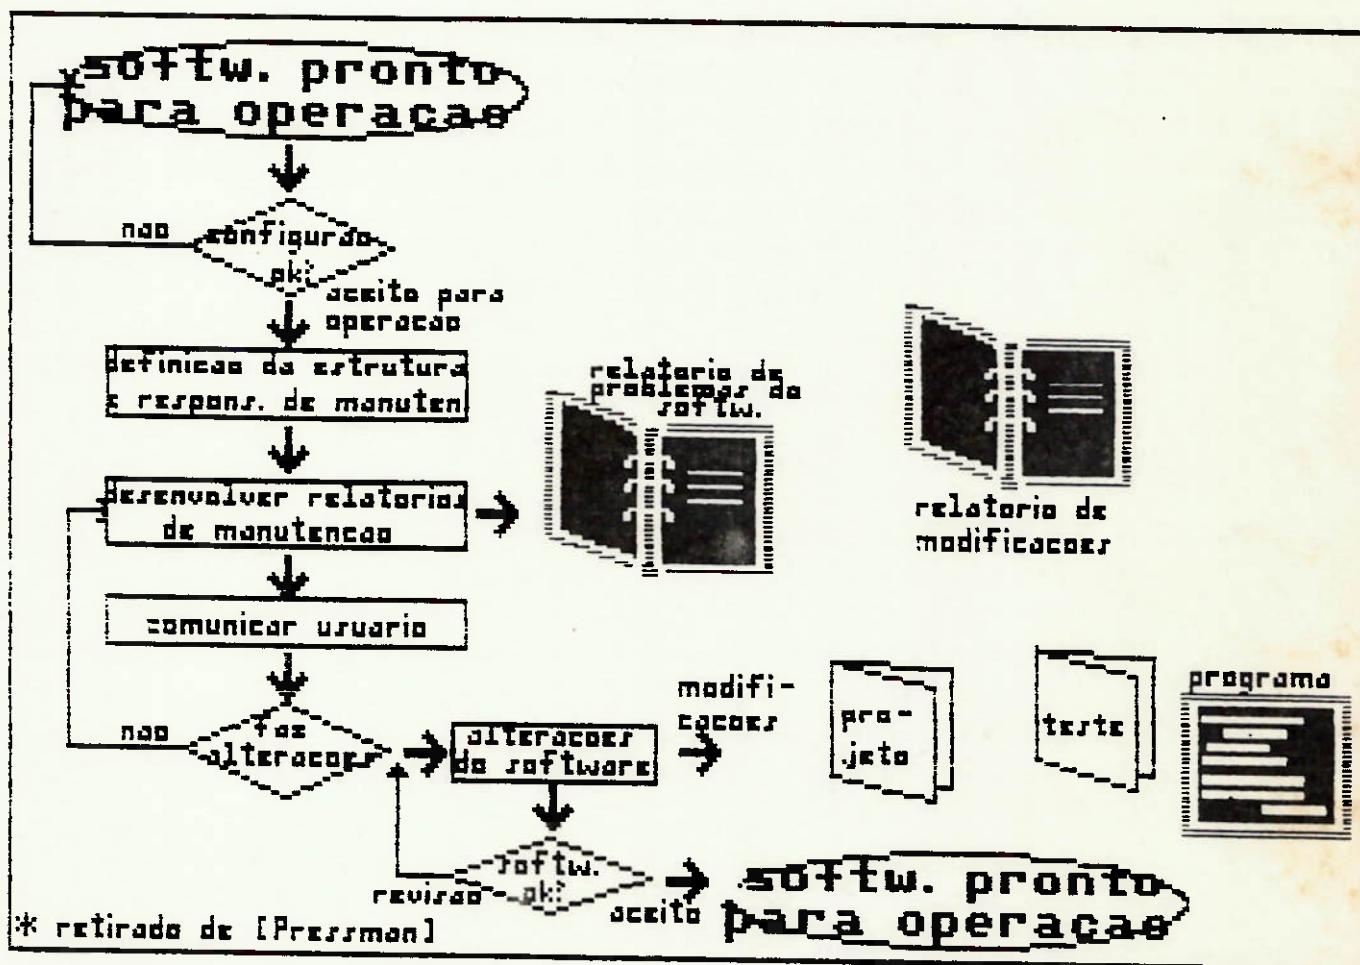 softw. pronto
para operacao
nao
configurao
ok?
aceito para
operacao
definicao da estrutura
e respons. de manuten
relatorio de
problemas do
softw.
desenvolver relatorios
de manutencao
relatorio de
modificacoes
comunicar usuario
nao
faz
alteracoes
alteracoes
do software
modifi-
cacoes
pro-
jeto
teste
programa
softw.
ok?
revisao
aceito
softw. pronto
para operacao
* retirado de [Pressman]